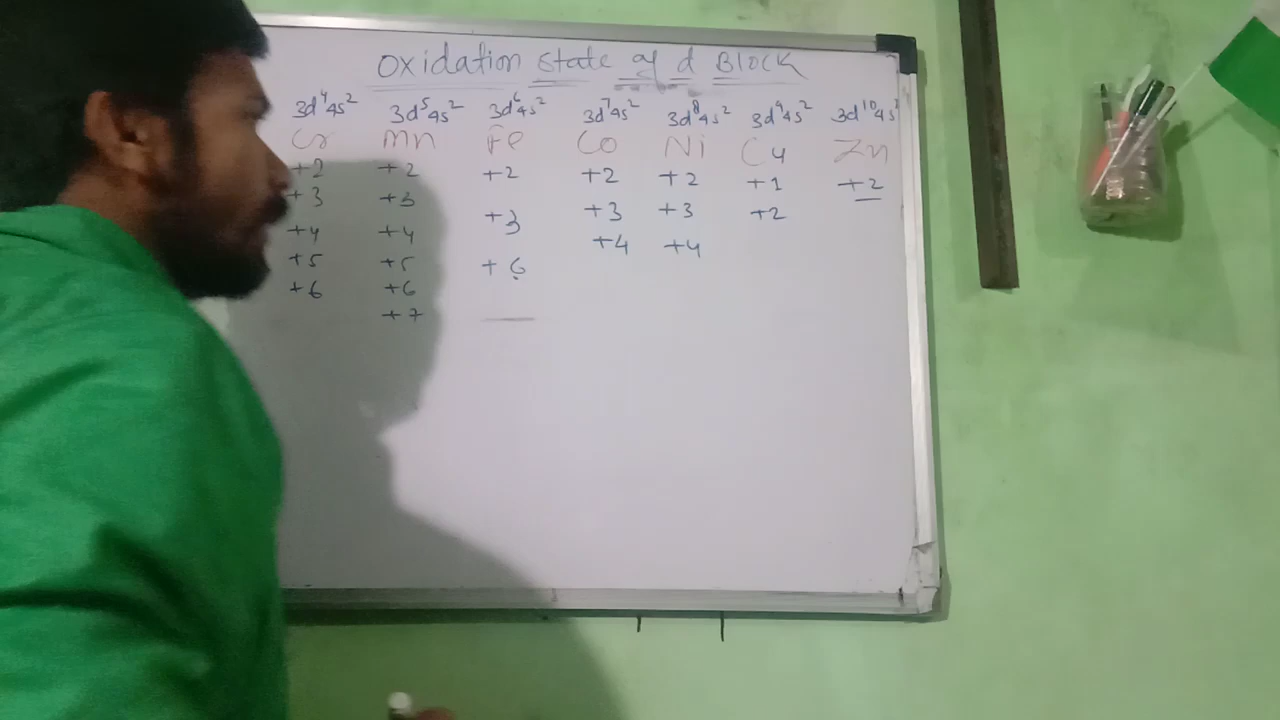 Oxidation state of d BLOCK
3d⁴4s² 3d⁵4s² 3d⁶4s² 3d⁷4s² 3d⁸4s² 3d⁹4s² 3d¹⁰4s²
Cr Mn Fe Co Ni Cu Zn
+2 +2 +2 +2 +2 +1 +2
+3 +3 +3 +3 +3 +2
+4 +4 +6 +4 +4
+5 +5
+6 +6
+7